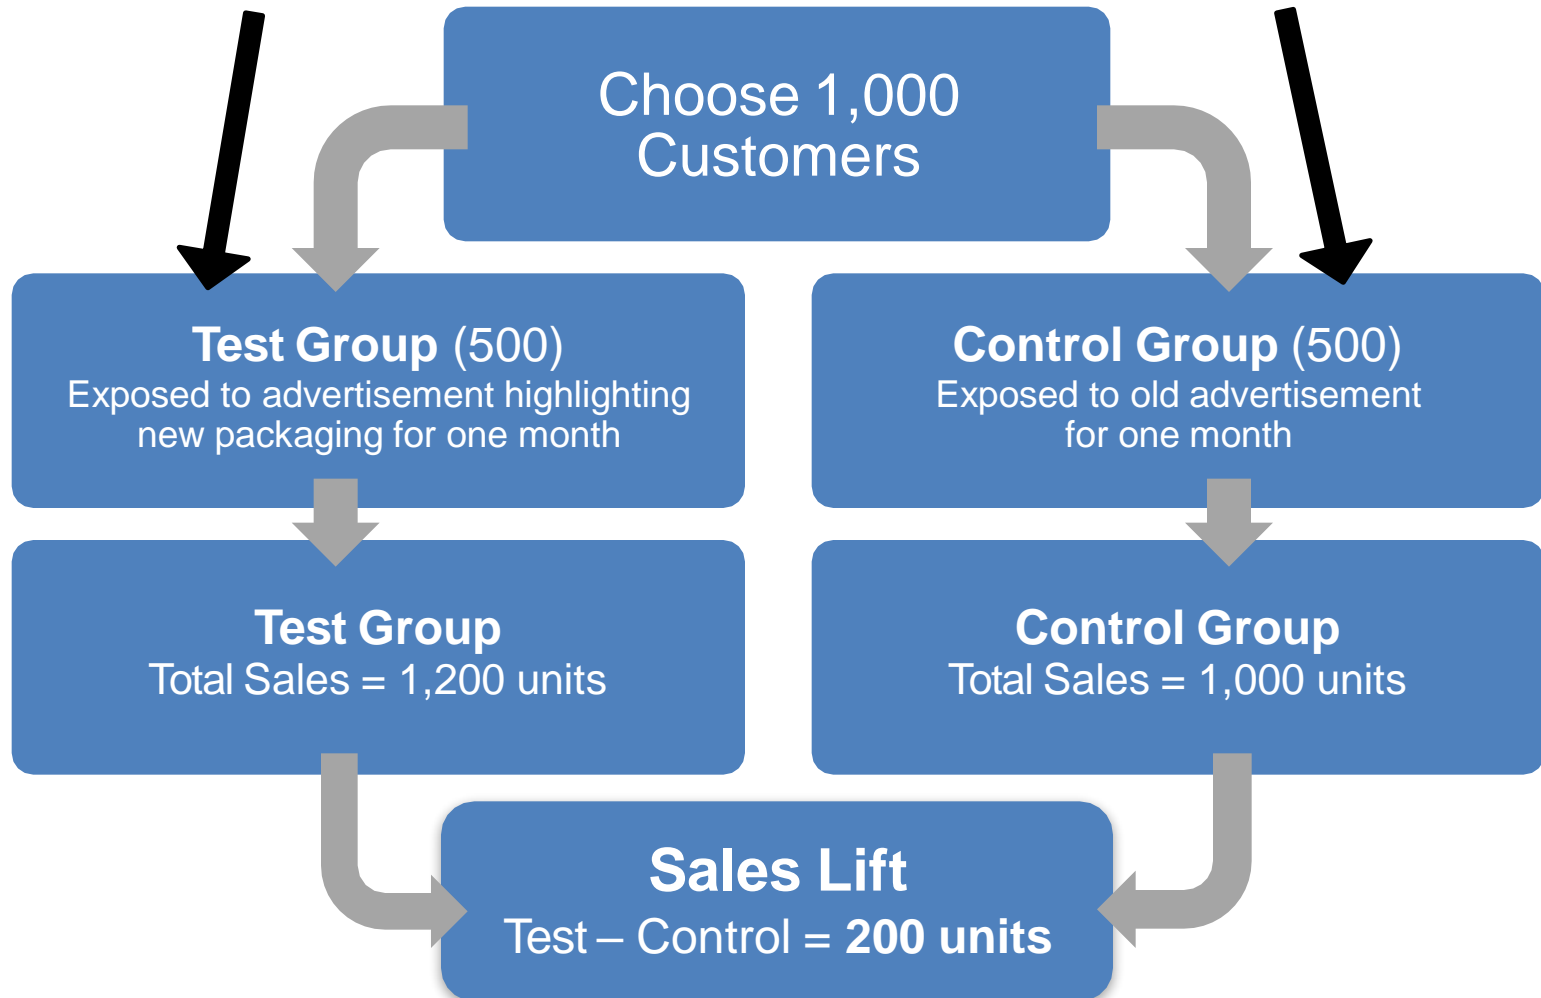 Choose 1,000
Customers
Test Group (500)
Exposed to advertisement highlighting
new packaging for one month
Control Group (500)
Exposed to old advertisement
for one month
Test Group
Total Sales = 1,200 units
Control Group
Total Sales = 1,000 units
Sales Lift
Test – Control = 200 units